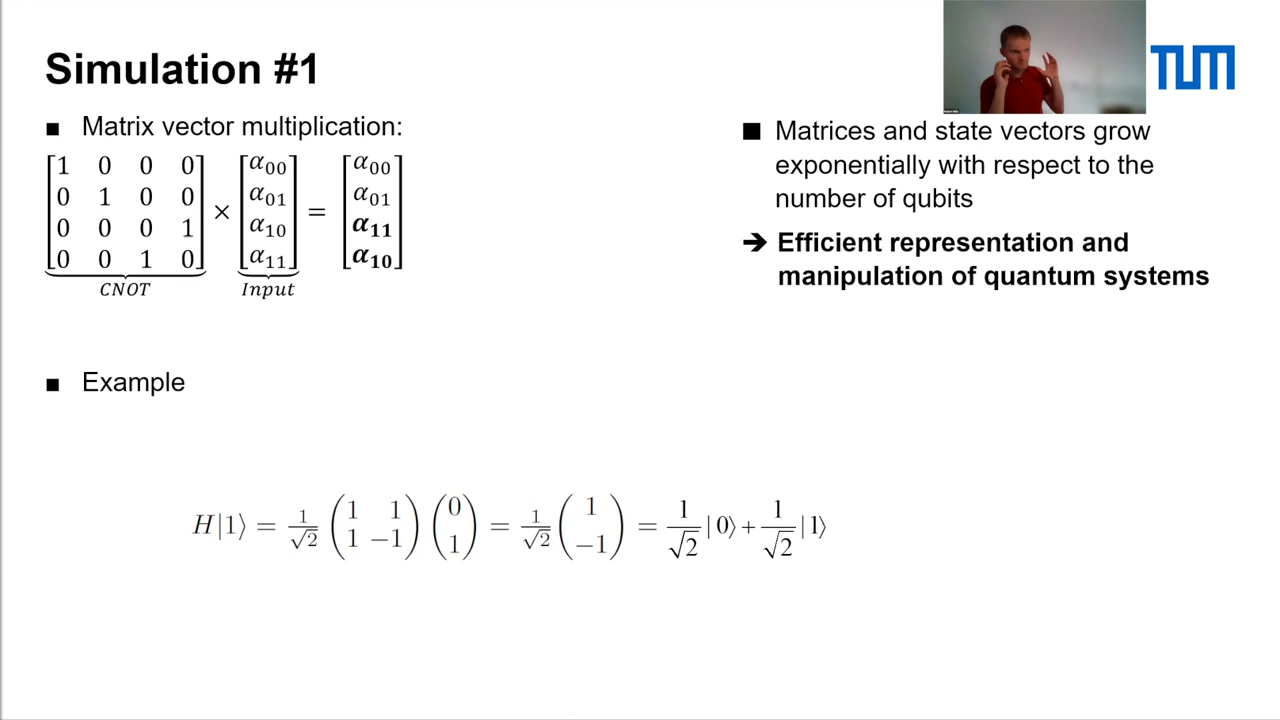 Simulation #1
TUM
■ Matrix vector multiplication:
[1 0 0 0] [α00] [α00]
[0 1 0 0] × [α01] = [α01]
[0 0 0 1] [α10] [α11]
[0 0 1 0] [α11] [α10]
CNOT Input
■ Matrices and state vectors grow
exponentially with respect to the
number of qubits
➔ Efficient representation and
manipulation of quantum systems
■ Example
H|1⟩ = 1/√2 (1 1; 1 −1) (0; 1) = 1/√2 (1; −1) = 1/√2 |0⟩ + 1/√2 |1⟩